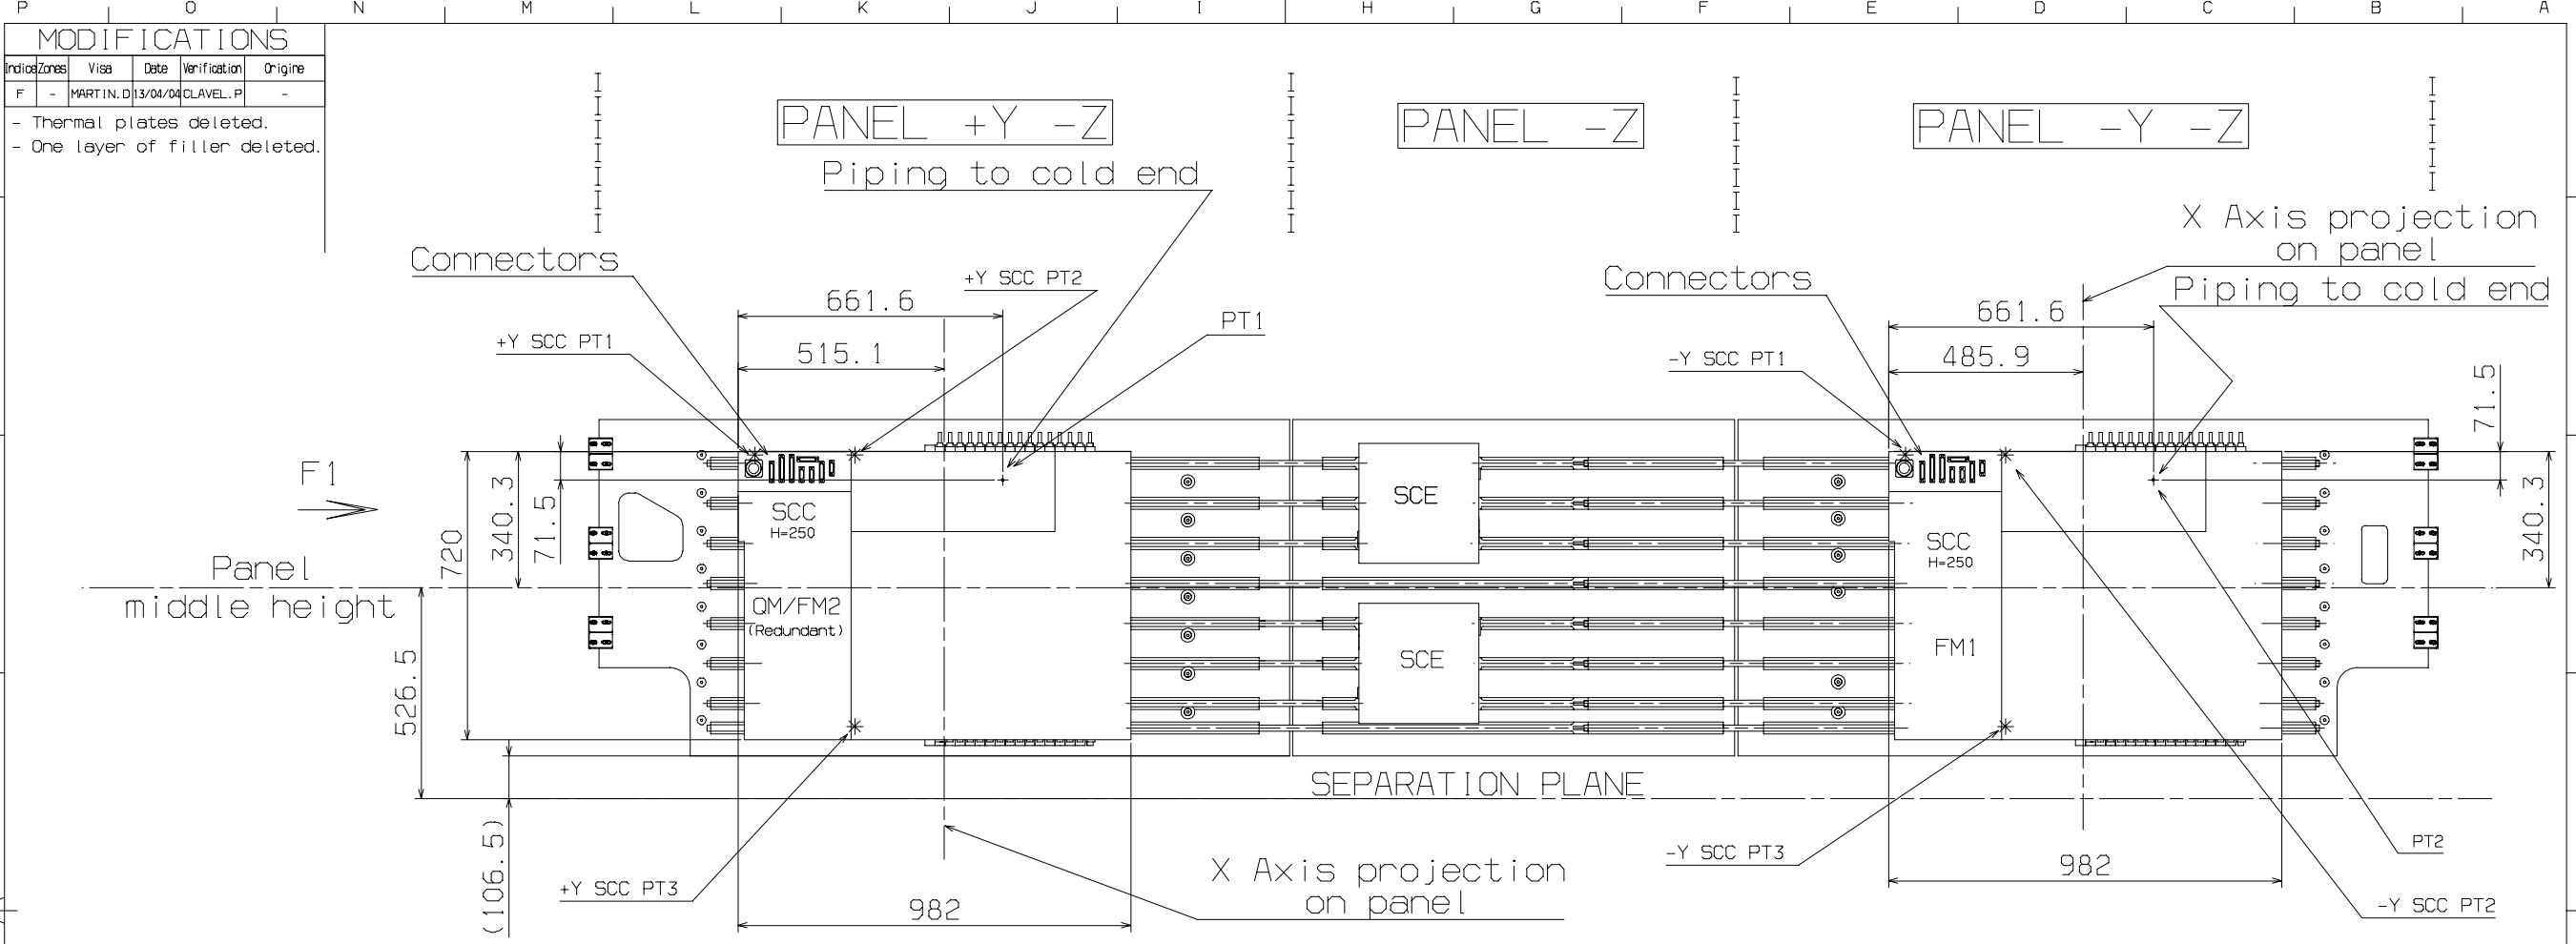 P O N M L K J I H G F E D C B A
MODIFICATIONS
Indice Zones Visa Date Verification Origine
F - MARTIN.D 13/04/04 CLAVEL.P -
- Thermal plates deleted.
- One layer of filler deleted.
PANEL +Y -Z
PANEL -Z
PANEL -Y -Z
Piping to cold end
X Axis projection
on panel
Connectors
+Y SCC PT2
Connectors
Piping to cold end
661.6
661.6
PT1
+Y SCC PT1
515.1
-Y SCC PT1
485.9
71.5
F1
720
340.3
71.5
SCC
H=250
SCE
SCC
H=250
340.3
Panel
middle height
QM/FM2
(Redundant)
SCE
FM1
526.5
SEPARATION PLANE
(106.5)
+Y SCC PT3
982
X Axis projection
on panel
-Y SCC PT3
982
PT2
-Y SCC PT2